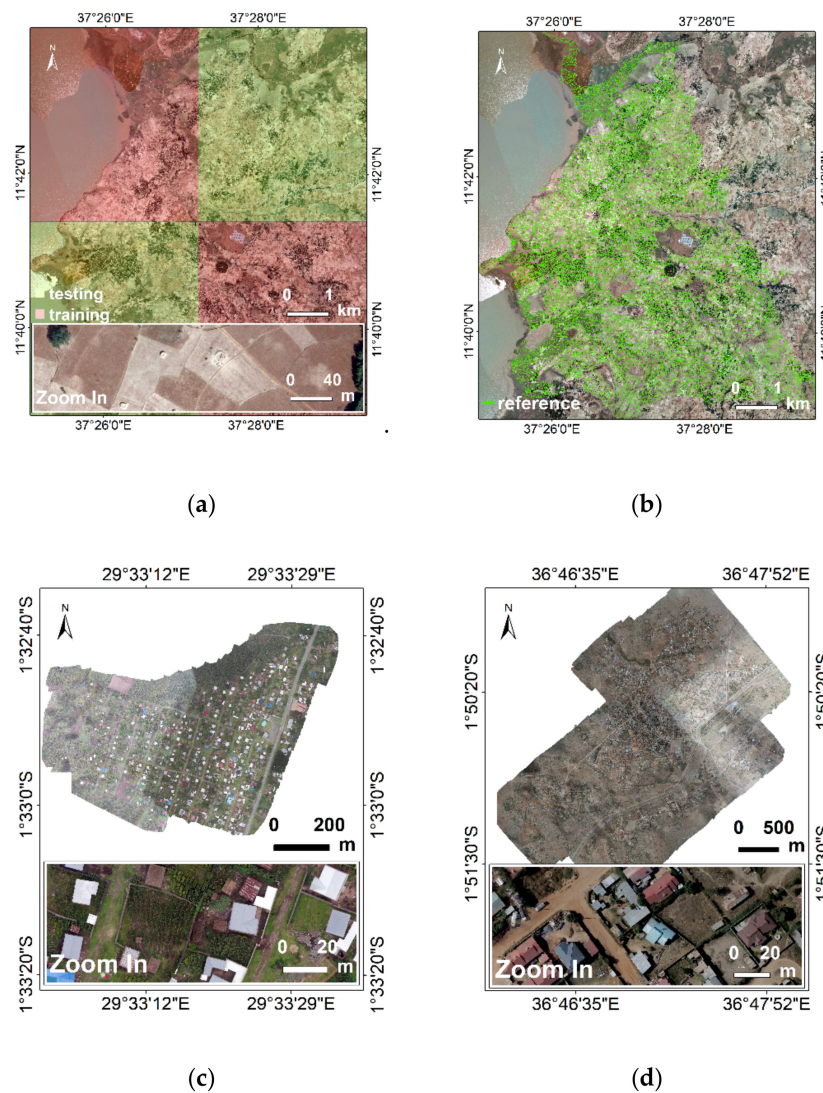 37°26'0"E 37°28'0"E
N
11°42'0"N 11°42'0"N
testing
training
0 1
km
11°40'0"N 11°40'0"N
Zoom In
0 40
m
37°26'0"E 37°28'0"E
.
(a)
37°26'0"E 37°28'0"E
N
11°42'0"N
11°40'0"N
0 1
km
reference
37°26'0"E 37°28'0"E
(b)
29°33'12"E 29°33'29"E
N
1°32'40"S 1°32'40"S
1°33'0"S 1°33'0"S
0 200
m
Zoom In
0 20
m
1°33'20"S 1°33'20"S
29°33'12"E 29°33'29"E
(c)
36°46'35"E 36°47'52"E
N
1°50'20"S 1°50'20"S
0 500
m
1°51'30"S 1°51'30"S
Zoom In
0 20
m
36°46'35"E 36°47'52"E
(d)